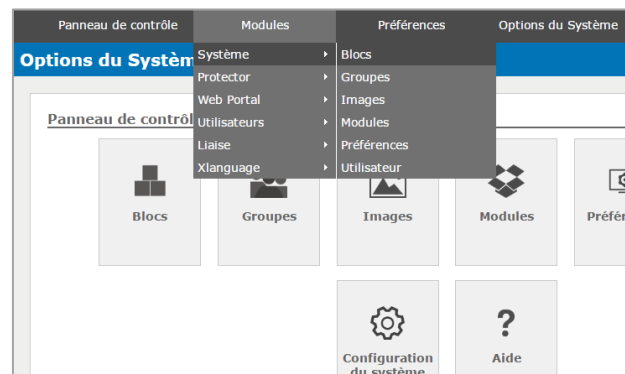 Panneau de contrôle Modules Préférences Options du Système
Options du Systèm
Système Blocs
Protector Groupes
Web Portal Images
Utilisateurs Modules
Liaise Préférences
Xlanguage Utilisateur
Panneau de contrôl
Blocs Groupes Images Modules Préfér
Configuration
du système
Aide